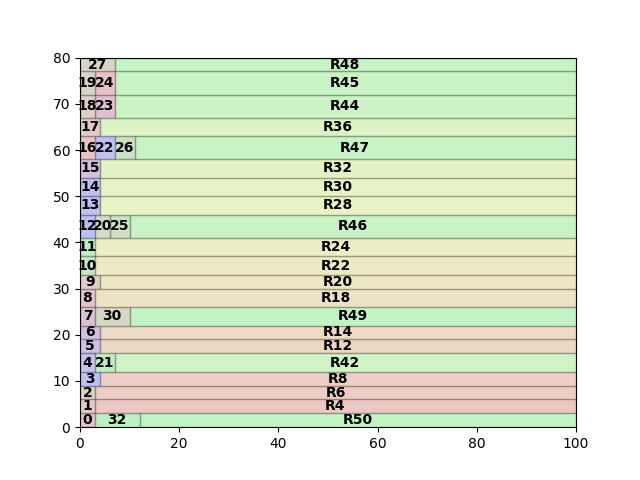 80
27 R48
19 24 R45
70
18 23 R44
17 R36
60
16 22 26 R47
15 R32
14 R30
50
13 R28
12 20 25 R46
40
11 R24
10 R22
9 R20
30
8 R18
7 30 R49
20
6 R14
5 R12
4 21 R42
3 R8
10
2 R6
1 R4
0 32 R50
0
0 20 40 60 80 100